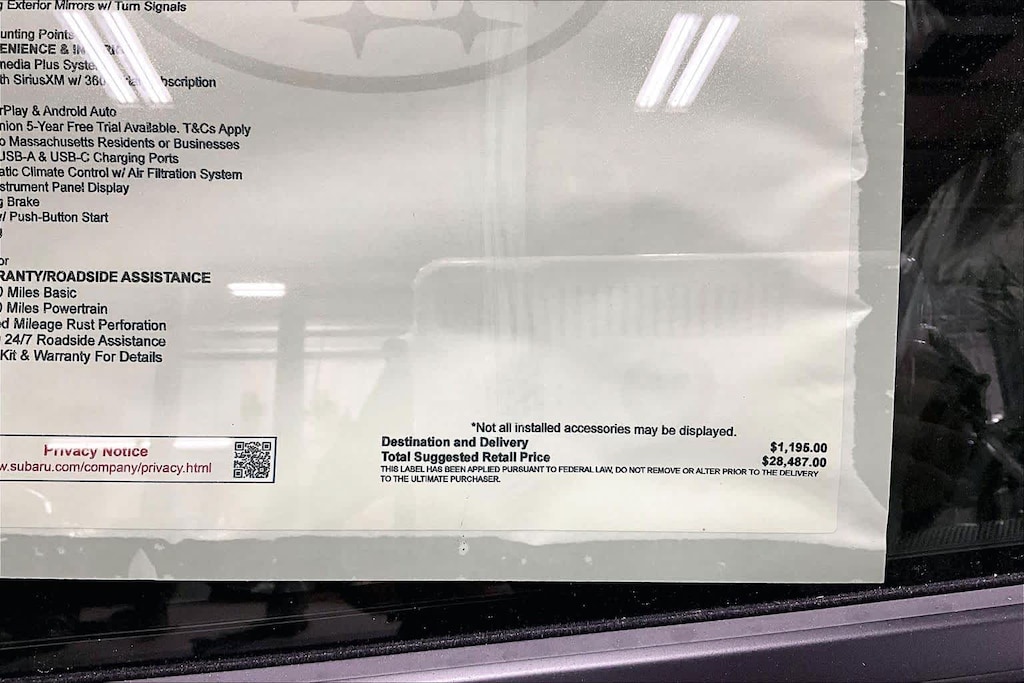 Exterior Mirrors w/ Turn Signals
unting Points
ENIENCE &
media Plus
th SiriusXM w/ 360
rPlay & Android Auto
nion 5-Year Free Trial Available. T&Cs Apply
o Massachusetts Residents or Businesses
USB-A & USB-C Charging Ports
atic Climate Control w/ Air Filtration System
strument Panel Display
g Brake
w/ Push-Button Start
or
RANTY/ROADSIDE ASSISTANCE
0 Miles Basic
0 Miles Powertrain
ed Mileage Rust Perforation
24/7 Roadside Assistance
Kit & Warranty For Details
Privacy Notice
w.subaru.com/company/privacy.html
*Not all installed accessories may be displayed.
Destination and Delivery $1,195.00
Total Suggested Retail Price $28,487.00
THIS LABEL HAS BEEN APPLIED PURSUANT TO FEDERAL LAW, DO NOT REMOVE OR ALTER PRIOR TO THE DELIVERY
TO THE ULTIMATE PURCHASER.